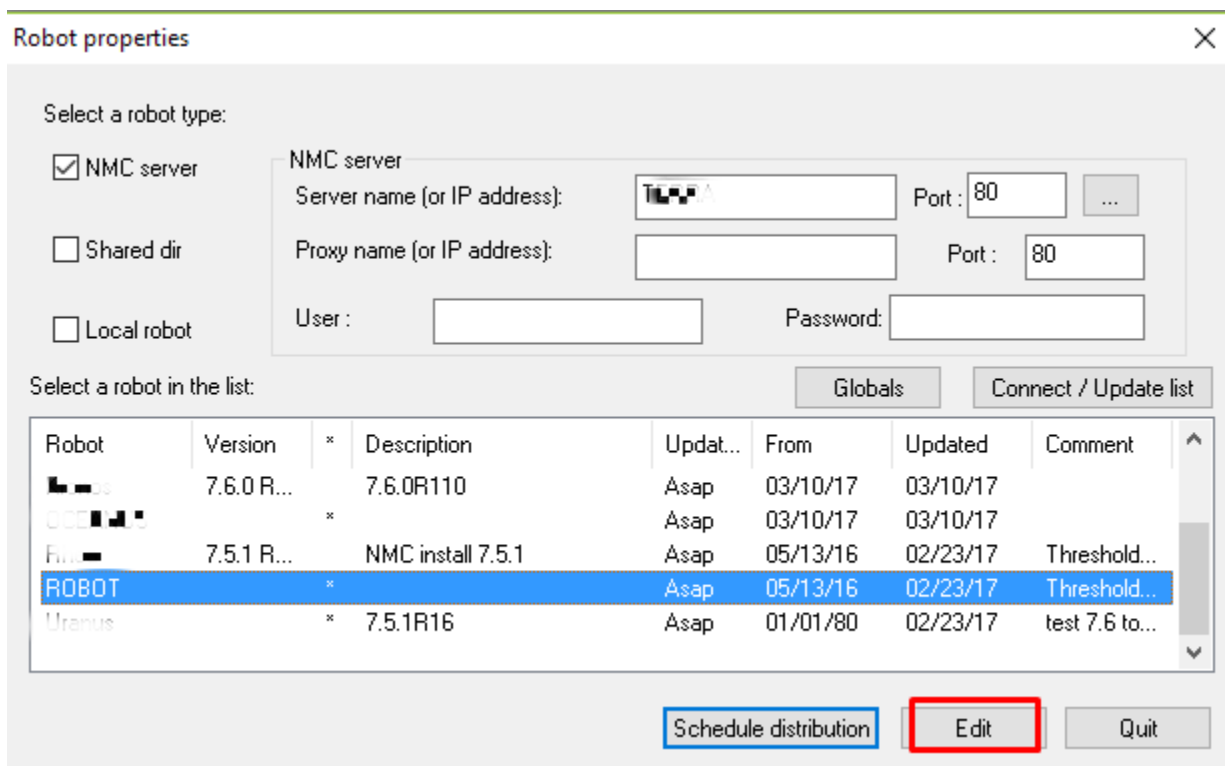 Robot properties
Select a robot type:
NMC server
NMC server
Server name (or IP address):
Port : 80 ...
Shared dir
Proxy name (or IP address):
Port : 80
Local robot
User :
Password:
Select a robot in the list:
Globals
Connect / Update list
Robot Version * Description Updat... From Updated Comment
7.6.0 R... 7.6.0R110 Asap 03/10/17 03/10/17
* Asap 03/10/17 03/10/17
7.5.1 R... NMC install 7.5.1 Asap 05/13/16 02/23/17 Threshold...
ROBOT * Asap 05/13/16 02/23/17 Threshold...
Uranus * 7.5.1R16 Asap 01/01/80 02/23/17 test 7.6 to...
Schedule distribution
Edit
Quit